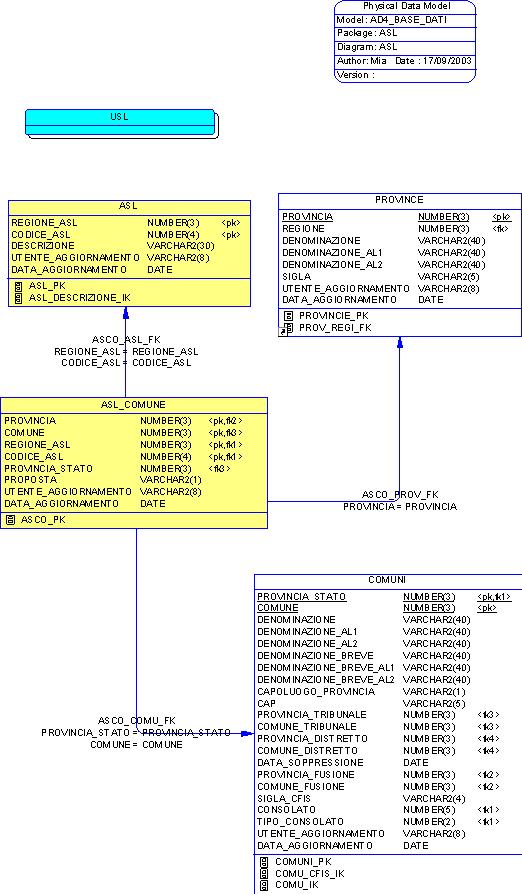 Physical Data Model
Model: AD4_BASE_DATI
Package: ASL
Diagram: ASL
Author: Mia Date : 17/09/2003
Version :
USL
ASL
REGIONE_ASL NUMBER(3) <pk>
CODICE_ASL NUMBER(4) <pk>
DESCRIZIONE VARCHAR2(30)
UTENTE_AGGIORNAMENTO VARCHAR2(8)
DATA_AGGIORNAMENTO DATE
ASL_PK
ASL_DESCRIZIONE_IK
PROVINCE
PROVINCIA NUMBER(3) <pk>
REGIONE NUMBER(3) <fk>
DENOMINAZIONE VARCHAR2(40)
DENOMINAZIONE_AL1 VARCHAR2(40)
DENOMINAZIONE_AL2 VARCHAR2(40)
SIGLA VARCHAR2(5)
UTENTE_AGGIORNAMENTO VARCHAR2(8)
DATA_AGGIORNAMENTO DATE
PROVINCIE_PK
PROV_REGI_FK
ASCO_ASL_FK
REGIONE_ASL = REGIONE_ASL
CODICE_ASL = CODICE_ASL
ASL_COMUNE
PROVINCIA NUMBER(3) <pk,fk2>
COMUNE NUMBER(3) <pk,fk3>
REGIONE_ASL NUMBER(3) <pk,fk1>
CODICE_ASL NUMBER(4) <pk,fk1>
PROVINCIA_STATO NUMBER(3) <fk3>
PROPOSTA VARCHAR2(1)
UTENTE_AGGIORNAMENTO VARCHAR2(8)
DATA_AGGIORNAMENTO DATE
ASCO_PK
ASCO_PROV_FK
PROVINCIA = PROVINCIA
COMUNI
PROVINCIA_STATO NUMBER(3) <pk,fk1>
COMUNE NUMBER(3) <pk>
DENOMINAZIONE VARCHAR2(40)
DENOMINAZIONE_AL1 VARCHAR2(40)
DENOMINAZIONE_AL2 VARCHAR2(40)
DENOMINAZIONE_BREVE VARCHAR2(40)
DENOMINAZIONE_BREVE_AL1 VARCHAR2(40)
DENOMINAZIONE_BREVE_AL2 VARCHAR2(40)
CAPOLUOGO_PROVINCIA VARCHAR2(1)
CAP VARCHAR2(5)
PROVINCIA_TRIBUNALE NUMBER(3) <fk3>
COMUNE_TRIBUNALE NUMBER(3) <fk3>
PROVINCIA_DISTRETTO NUMBER(3) <fk4>
COMUNE_DISTRETTO NUMBER(3) <fk4>
DATA_SOPPRESSIONE DATE
PROVINCIA_FUSIONE NUMBER(3) <fk2>
COMUNE_FUSIONE NUMBER(3) <fk2>
SIGLA_CFIS VARCHAR2(4)
CONSOLATO NUMBER(5) <fk1>
TIPO_CONSOLATO NUMBER(2) <fk1>
UTENTE_AGGIORNAMENTO VARCHAR2(8)
DATA_AGGIORNAMENTO DATE
COMUNI_PK
COMU_CFIS_IK
COMU_IK
ASCO_COMU_FK
PROVINCIA_STATO = PROVINCIA_STATO
COMUNE = COMUNE